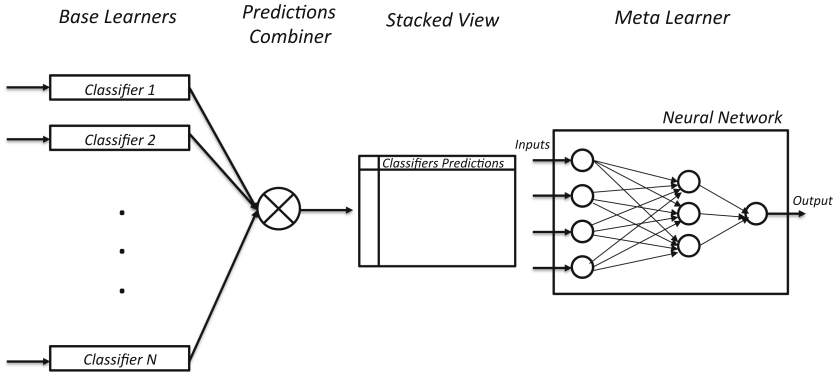 Base Learners
Predictions
Combiner
Stacked View
Meta Learner
Classifier 1
Classifier 2
Classifier N
Classifiers Predictions
Neural Network
Inputs
Output